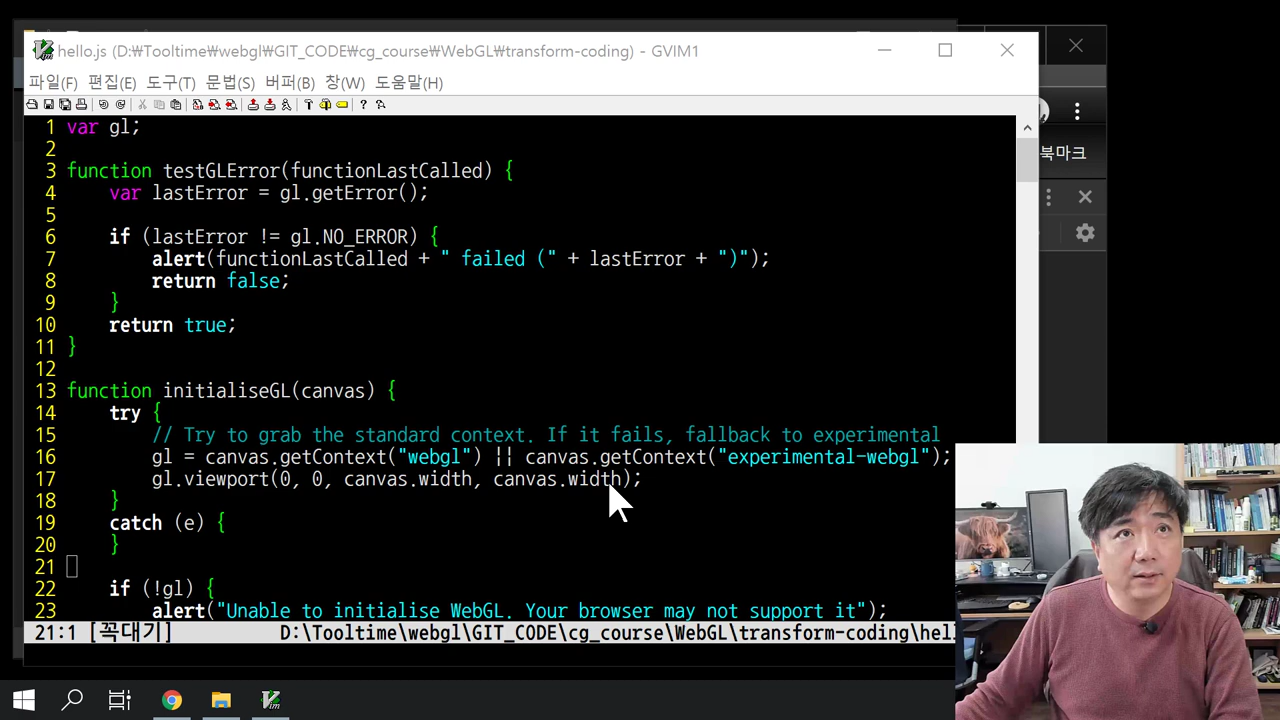 hello.js (D:₩Tooltime₩webgl₩GIT_CODE₩cg_course₩WebGL₩transform-coding) - GVIM1
파일(F) 편집(E) 도구(T) 문법(S) 버퍼(B) 창(W) 도움말(H)
북마크
1 var gl;
2
3 function testGLError(functionLastCalled) {
4     var lastError = gl.getError();
5
6     if (lastError != gl.NO_ERROR) {
7         alert(functionLastCalled + " failed (" + lastError + ")");
8         return false;
9     }
10     return true;
11 }
12
13 function initialiseGL(canvas) {
14     try {
15         // Try to grab the standard context. If it fails, fallback to experimental
16         gl = canvas.getContext("webgl") || canvas.getContext("experimental-webgl");
17         gl.viewport(0, 0, canvas.width, canvas.width);
18     }
19     catch (e) {
20     }
21
22     if (!gl) {
23         alert("Unable to initialise WebGL. Your browser may not support it");
21:1 [꼭대기] D:\Tooltime\webgl\GIT_CODE\cg_course\WebGL\transform-coding\hel